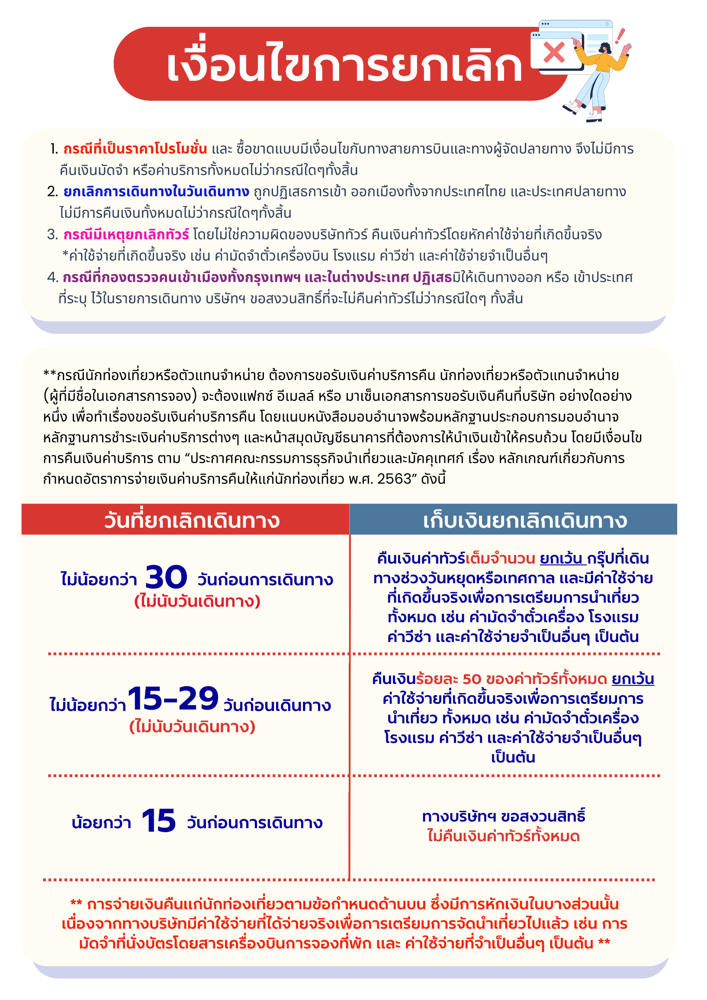 เงื่อนไขการยกเลิก
1. กรณีที่เป็นราคาโปรโมชั่น และ ซื้อขาดแบบมีเงื่อนไขกับทางสายการบินและทางผู้จัดปลายทาง จึงไม่มีการ
คืนเงินมัดจำ หรือค่าบริการทั้งหมดไม่ว่ากรณีใดๆทั้งสิ้น
2. ยกเลิกการเดินทางในวันเดินทาง ถูกปฏิเสธการเข้า ออกเมืองทั้งจากประเทศไทย และประเทศปลายทาง
ไม่มีการคืนเงินทั้งหมดไม่ว่ากรณีใดๆทั้งสิ้น
3. กรณีมีเหตุยกเลิกทัวร์ โดยไม่ใช่ความผิดของบริษัททัวร์ คืนเงินค่าทัวร์โดยหักค่าใช้จ่ายที่เกิดขึ้นจริง
*ค่าใช้จ่ายที่เกิดขึ้นจริง เช่น ค่ามัดจำตั๋วเครื่องบิน โรงแรม ค่าวีซ่า และค่าใช้จ่ายจำเป็นอื่นๆ
4. กรณีที่กองตรวจคนเข้าเมืองทั้งกรุงเทพฯ และในต่างประเทศ ปฏิเสธมิให้เดินทางออก หรือ เข้าประเทศ
ที่ระบุ ไว้ในรายการเดินทาง บริษัทฯ ขอสงวนสิทธิ์ที่จะไม่คืนค่าทัวร์ไม่ว่ากรณีใดๆ ทั้งสิ้น
**กรณีนักท่องเที่ยวหรือตัวแทนจำหน่าย ต้องการขอรับเงินค่าบริการคืน นักท่องเที่ยวหรือตัวแทนจำหน่าย
(ผู้ที่มีชื่อในเอกสารการจอง) จะต้องแฟกซ์ อีเมลล์ หรือ มาเซ็นเอกสารการขอรับเงินคืนที่บริษัท อย่างใดอย่าง
หนึ่ง เพื่อทำเรื่องขอรับเงินค่าบริการคืน โดยแนบหนังสือมอบอำนาจพร้อมหลักฐานประกอบการมอบอำนาจ
หลักฐานการชำระเงินค่าบริการต่างๆ และหน้าสมุดบัญชีธนาคารที่ต้องการให้นำเงินเข้าให้ครบถ้วน โดยมีเงื่อนไข
การคืนเงินค่าบริการ ตาม “ประกาศคณะกรรมการธุรกิจนำเที่ยวและมัคคุเทศก์ เรื่อง หลักเกณฑ์เกี่ยวกับการ
กำหนดอัตราการจ่ายเงินค่าบริการคืนให้แก่นักท่องเที่ยว พ.ศ. 2563” ดังนี้
วันที่ยกเลิกเดินทาง
เก็บเงินยกเลิกเดินทาง
ไม่น้อยกว่า 30 วันก่อนการเดินทาง
(ไม่นับวันเดินทาง)
คืนเงินค่าทัวร์เต็มจำนวน ยกเว้น กรุ๊ปที่เดิน
ทางช่วงวันหยุดหรือเทศกาล และมีค่าใช้จ่าย
ที่เกิดขึ้นจริงเพื่อการเตรียมการนำเที่ยว
ทั้งหมด เช่น ค่ามัดจำตั๋วเครื่อง โรงแรม
ค่าวีซ่า และค่าใช้จ่ายจำเป็นอื่นๆ เป็นต้น
ไม่น้อยกว่า15-29 วันก่อนเดินทาง
(ไม่นับวันเดินทาง)
คืนเงินร้อยละ 50 ของค่าทัวร์ทั้งหมด ยกเว้น
ค่าใช้จ่ายที่เกิดขึ้นจริงเพื่อการเตรียมการ
นำเที่ยว ทั้งหมด เช่น ค่ามัดจำตั๋วเครื่อง
โรงแรม ค่าวีซ่า และค่าใช้จ่ายจำเป็นอื่นๆ
เป็นต้น
น้อยกว่า 15 วันก่อนการเดินทาง
ทางบริษัทฯ ขอสงวนสิทธิ์
ไม่คืนเงินค่าทัวร์ทั้งหมด
** การจ่ายเงินคืนแก่นักท่องเที่ยวตามข้อกำหนดด้านบน ซึ่งมีการหักเงินในบางส่วนนั้น
เนื่องจากทางบริษัทมีค่าใช้จ่ายที่ได้จ่ายจริงเพื่อการเตรียมการจัดนำเที่ยวไปแล้ว เช่น การ
มัดจำที่นั่งบัตรโดยสารเครื่องบินการจองที่พัก และ ค่าใช้จ่ายที่จำเป็นอื่นๆ เป็นต้น **